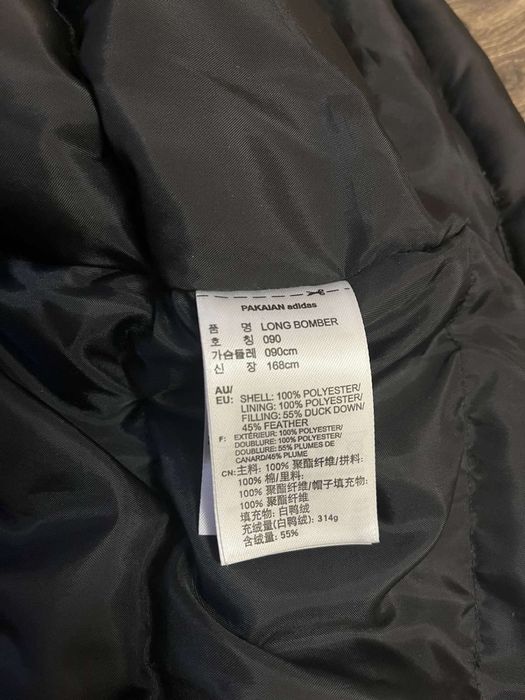 PAKAIAN adidas
품 명 LONG BOMBER
호 칭 090
가슴둘레 090cm
신 장 168cm
AU/
EU: SHELL: 100% POLYESTER/
LINING: 100% POLYESTER/
FILLING: 55% DUCK DOWN/
45% FEATHER
F: EXTÉRIEUR: 100% POLYESTER/
DOUBLURE: 100% POLYESTER/
DOUBLURE: 55% PLUMES DE
CANARD/45% PLUME
CN: 主料: 100% 聚酯纤维/拼料:
100% 棉/里料:
100% 聚酯纤维/帽子填充物:
100% 聚酯纤维
填充物: 白鸭绒
充绒量(白鸭绒): 314g
含绒量: 55%